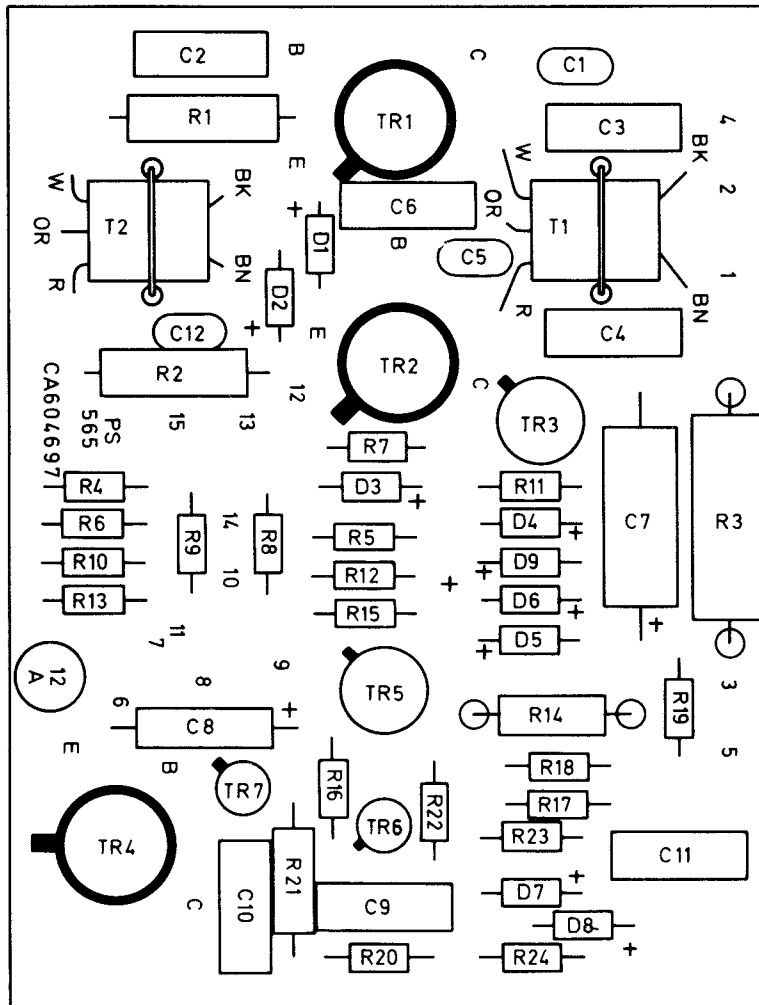 C2
B
C
C1
R1
TR1
C3
4
BK
E
W
BK
W
2
OR
T2
+
C6
OR
T1
D1
B
C5
1
R
BN
D2
R
BN
C12
+
E
C4
R2
TR2
12
C
CA604697
PS
565
15
13
TR3
R7
R4
D3
+
R11
R6
R9
14
R8
R5
D4
+
C7
R3
R10
10
R12
+
+
D9
R13
R15
D6
+
11
7
+
D5
+
12
A
8
9
TR5
R19
3
6
C8
+
R14
E
B
5
TR7
R16
R22
R18
R17
TR4
TR6
R23
C11
R21
C
C10
C9
D7
+
D8
+
R20
R24